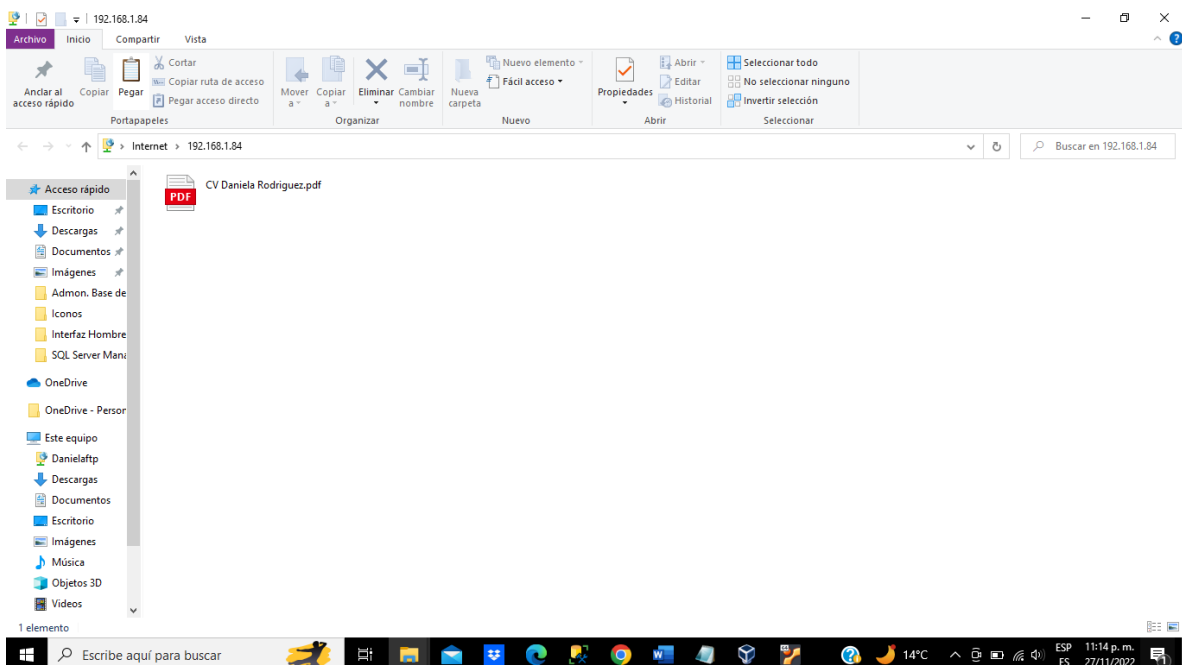 192.168.1.84
Archivo Inicio Compartir Vista
Anclar al acceso rápido
Copiar
Pegar
Cortar
Copiar ruta de acceso
Pegar acceso directo
Portapapeles
Mover a
Copiar a
Eliminar
Cambiar nombre
Organizar
Nueva carpeta
Nuevo elemento
Fácil acceso
Nuevo
Propiedades
Abrir
Editar
Historial
Abrir
Seleccionar todo
No seleccionar ninguno
Invertir selección
Seleccionar
Internet > 192.168.1.84
Buscar en 192.168.1.84
Acceso rápido
Escritorio
Descargas
Documentos
Imágenes
Admon. Base de
Iconos
Interfaz Hombre
SQL Server Mana
OneDrive
OneDrive - Person
Este equipo
Danielaftp
Descargas
Documentos
Escritorio
Imágenes
Música
Objetos 3D
Videos
PDF
CV Daniela Rodriguez.pdf
1 elemento
Escribe aquí para buscar
14°C
ESP
ES
11:14 p. m.
27/11/2022